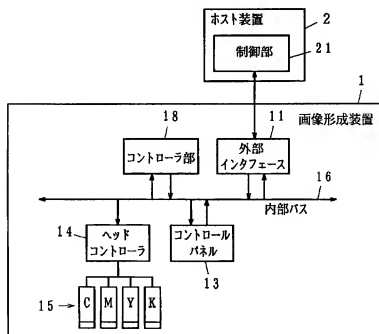 ホスト装置
2
制御部
21
1
画像形成装置
18
11
コントローラ部
外部
インタフェース
16
内部バス
14
ヘッド
コントローラ
コントロール
パネル
13
15
C M Y K